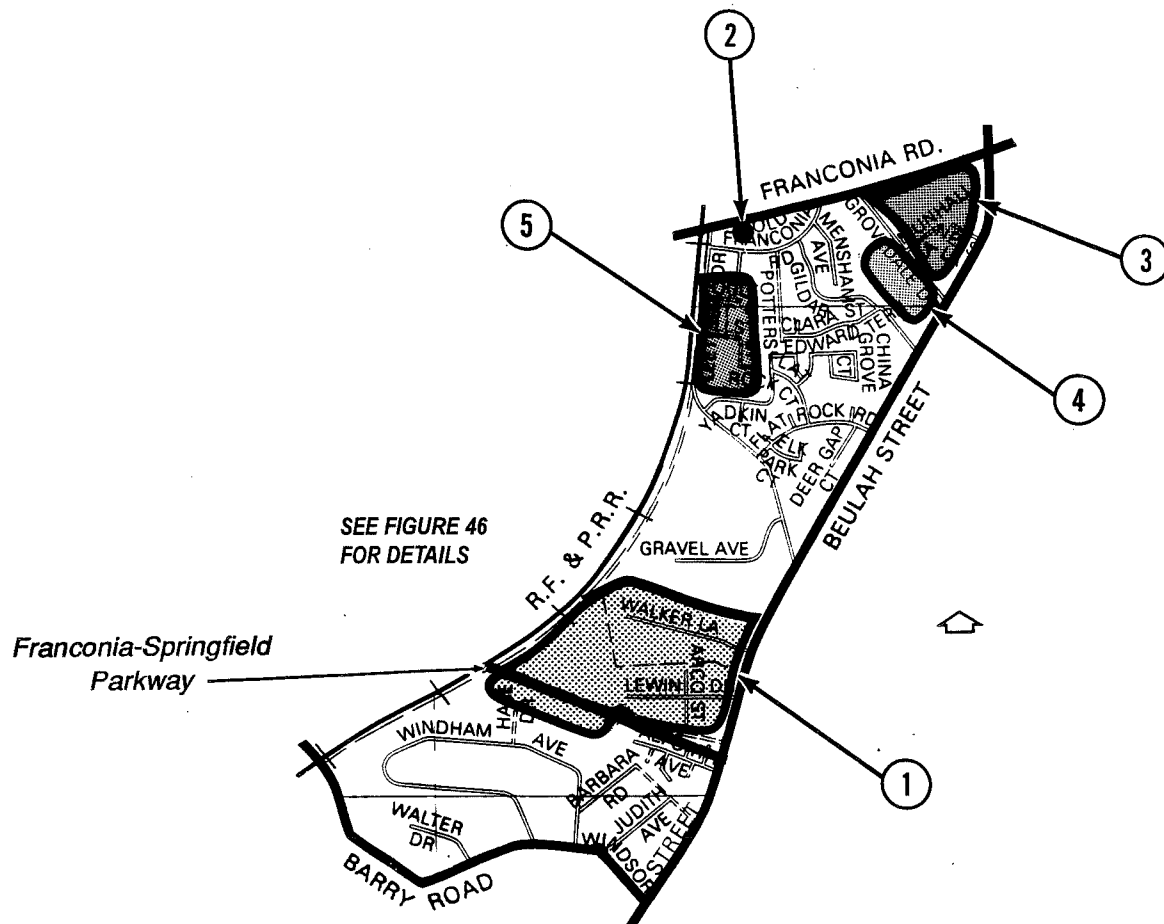 2
FRANCONIA RD.
5
3
OLD
FRANCONIA
RD
GROVE
DR
MENSHAM ST
AVE
GILDAR
POTTERS
CLARA ST
EDWARD TER
CHINA
GROVE
CT
CT
4
YADKIN
CT
FLAT ROCK RD
ELK
PARK
CT
DEER GAP
CT
BEULAH STREET
SEE FIGURE 46
FOR DETAILS
R.F. & P.R.R.
GRAVEL AVE
WALKER LA
Franconia-Springfield
Parkway
LEWIN D
ARCO ST
WINDHAM AVE
1
BARBARA
RD
AVE
JUDITH
AVE
WALTER
DR
WINDSOR
STREET
BARRY ROAD